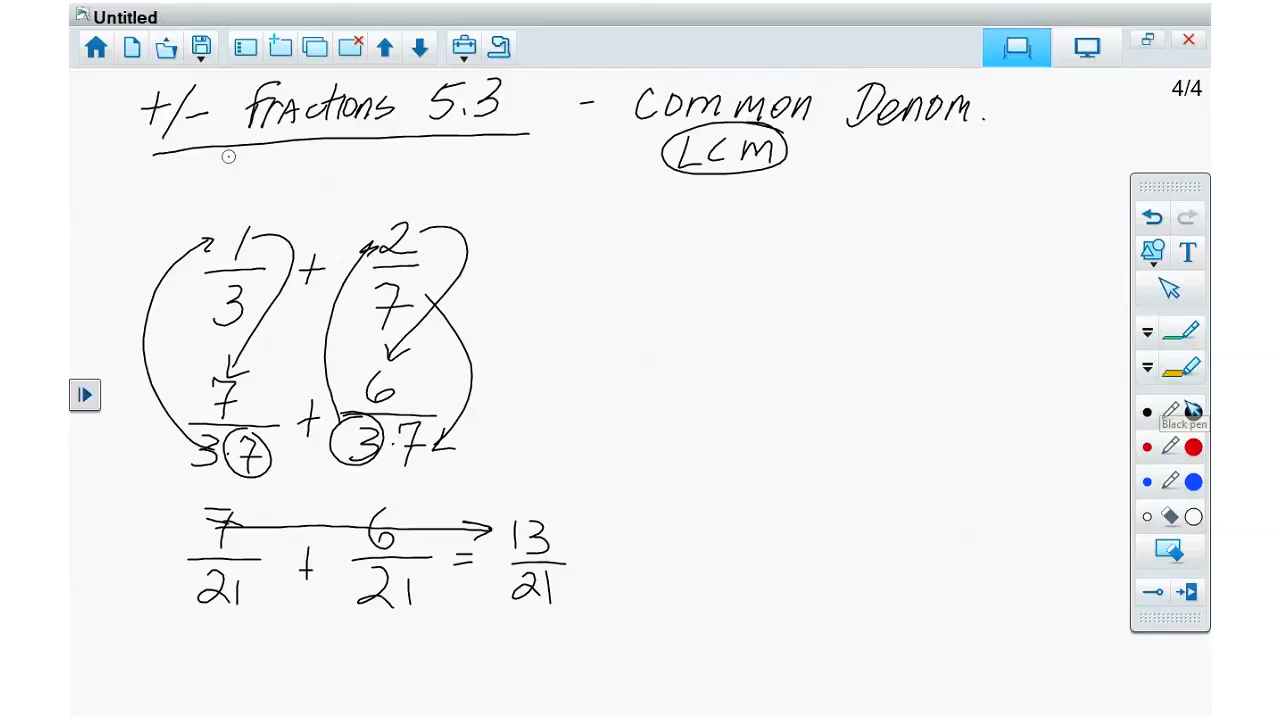 Untitled
4/4
+/- fractions 5.3 - Common Denom.
LCM
1/3 + 2/7
7/3·7 + 6/3·7
7/21 + 6/21 = 13/21
T
Black pen